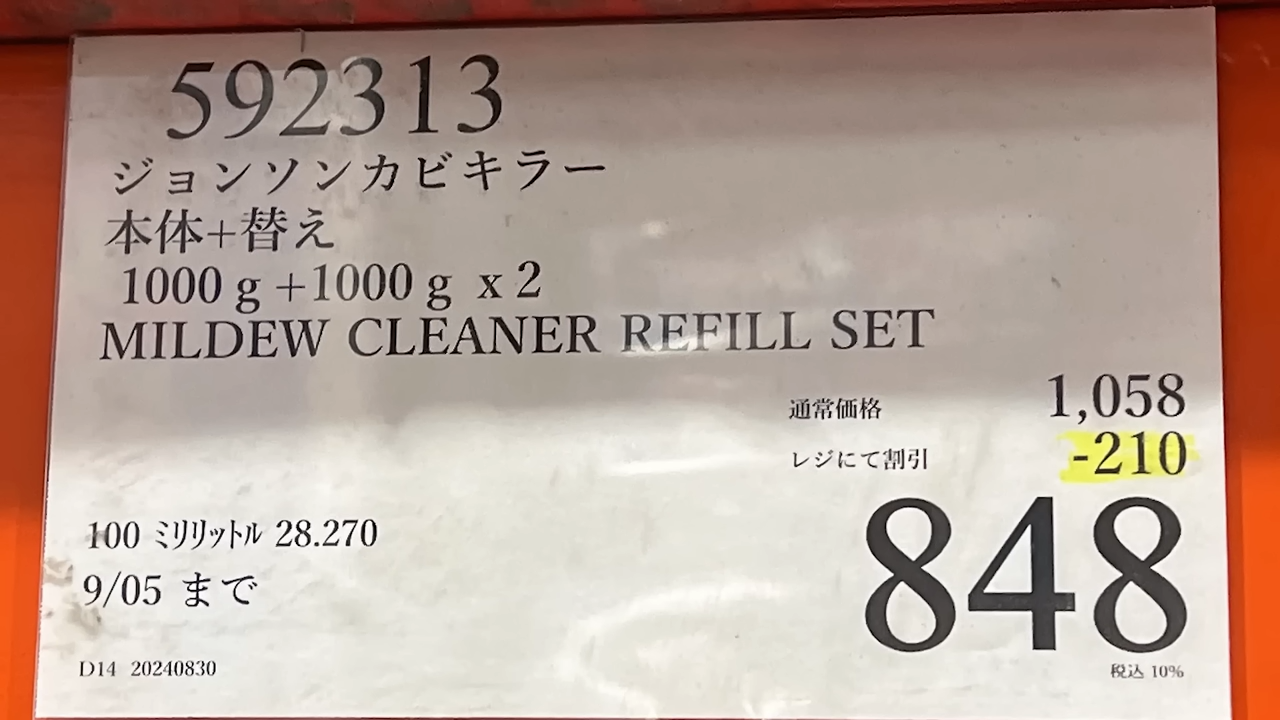 592313
ジョンソンカビキラー
本体+替え
1000 g +1000 g x 2
MILDEW CLEANER REFILL SET
通常価格 1,058
レジにて割引 -210
848
100 ミリリットル 28.270
9/05 まで
D14 20240830
税込 10%